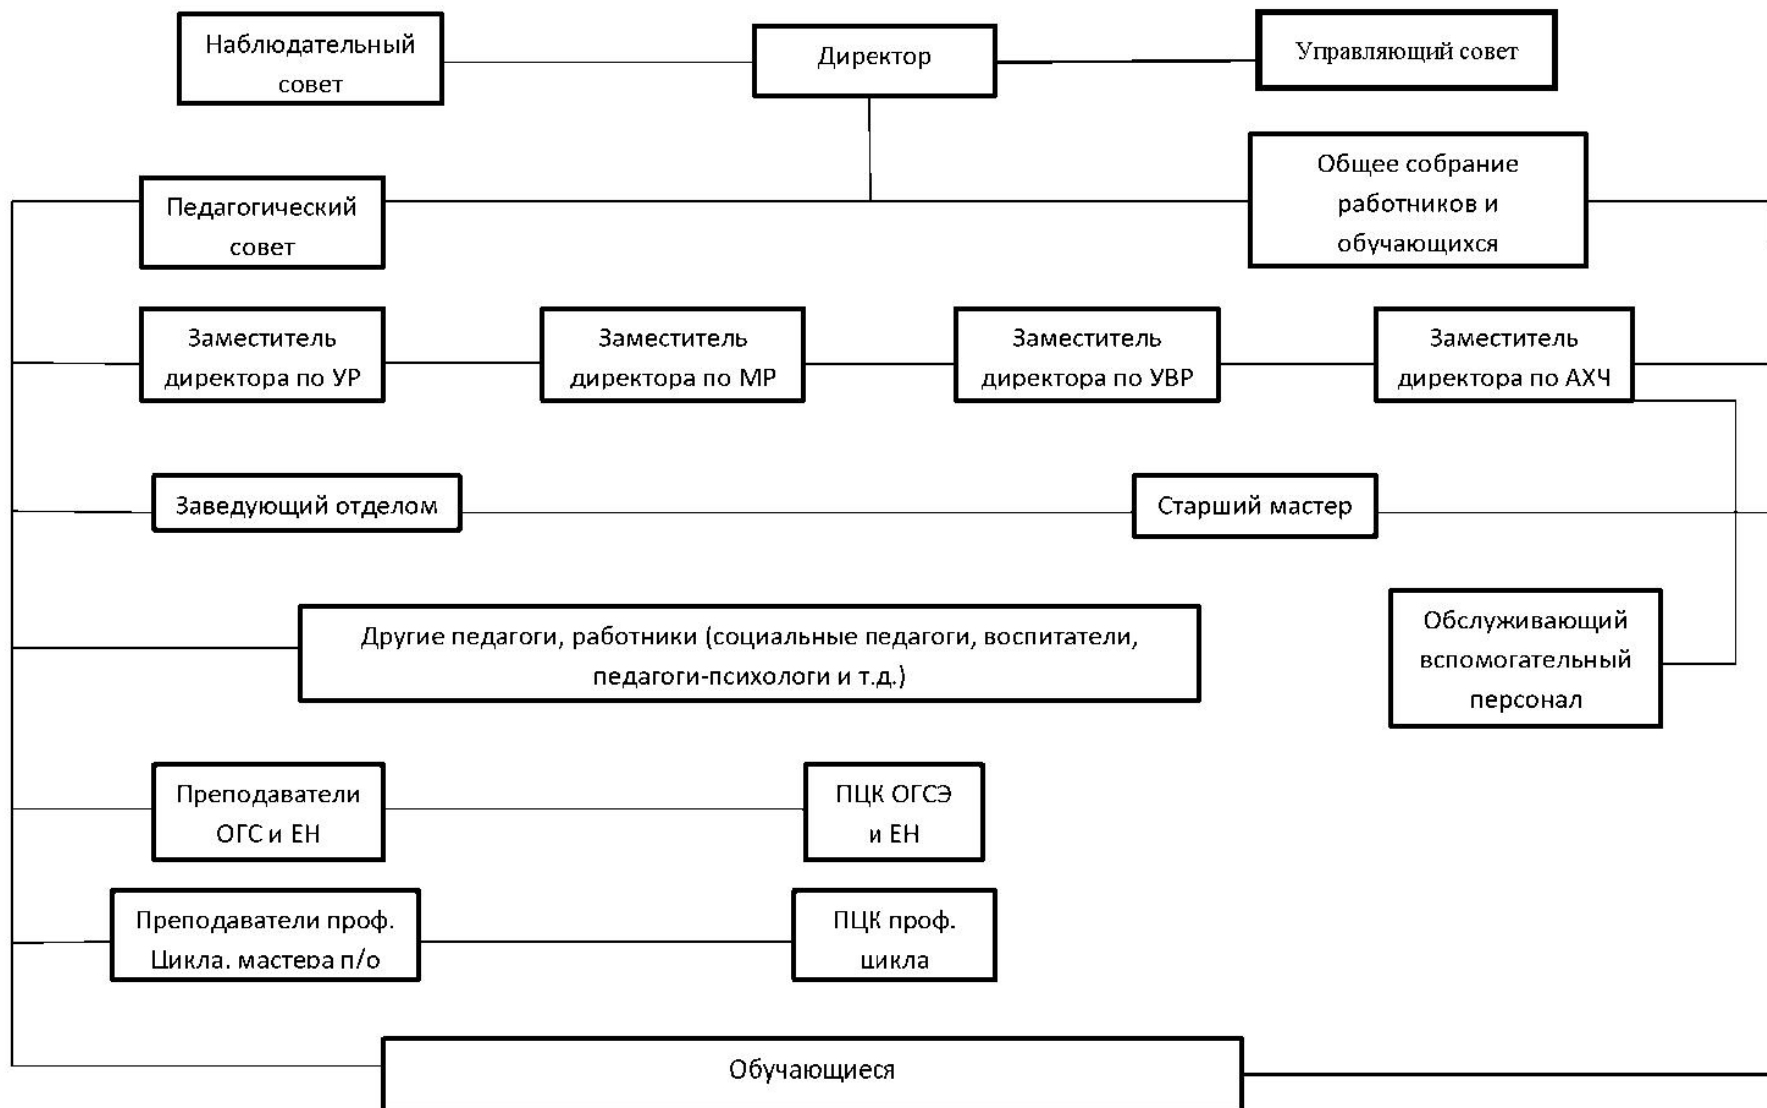 Наблюдательный
совет
Директор
Управляющий совет
Педагогический
совет
Общее собрание
работников и
обучающихся
Заместитель
директора по УР
Заместитель
директора по МР
Заместитель
директора по УВР
Заместитель
директора по АХЧ
Заведующий отделом
Старший мастер
Другие педагоги, работники (социальные педагоги, воспитатели,
педагоги-психологи и т.д.)
Обслуживающий
вспомогательный
персонал
Преподаватели
ОГС и ЕН
ПЦК ОГСЭ
и ЕН
Преподаватели проф.
Цикла, мастера п/о
ПЦК проф.
цикла
Обучающиеся